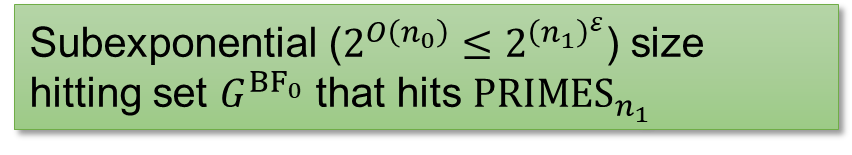 Subexponential (2^{O(n_0)} ≤ 2^{(n_1)^ε}) size
hitting set G^{BF_0} that hits PRIMES_{n_1}